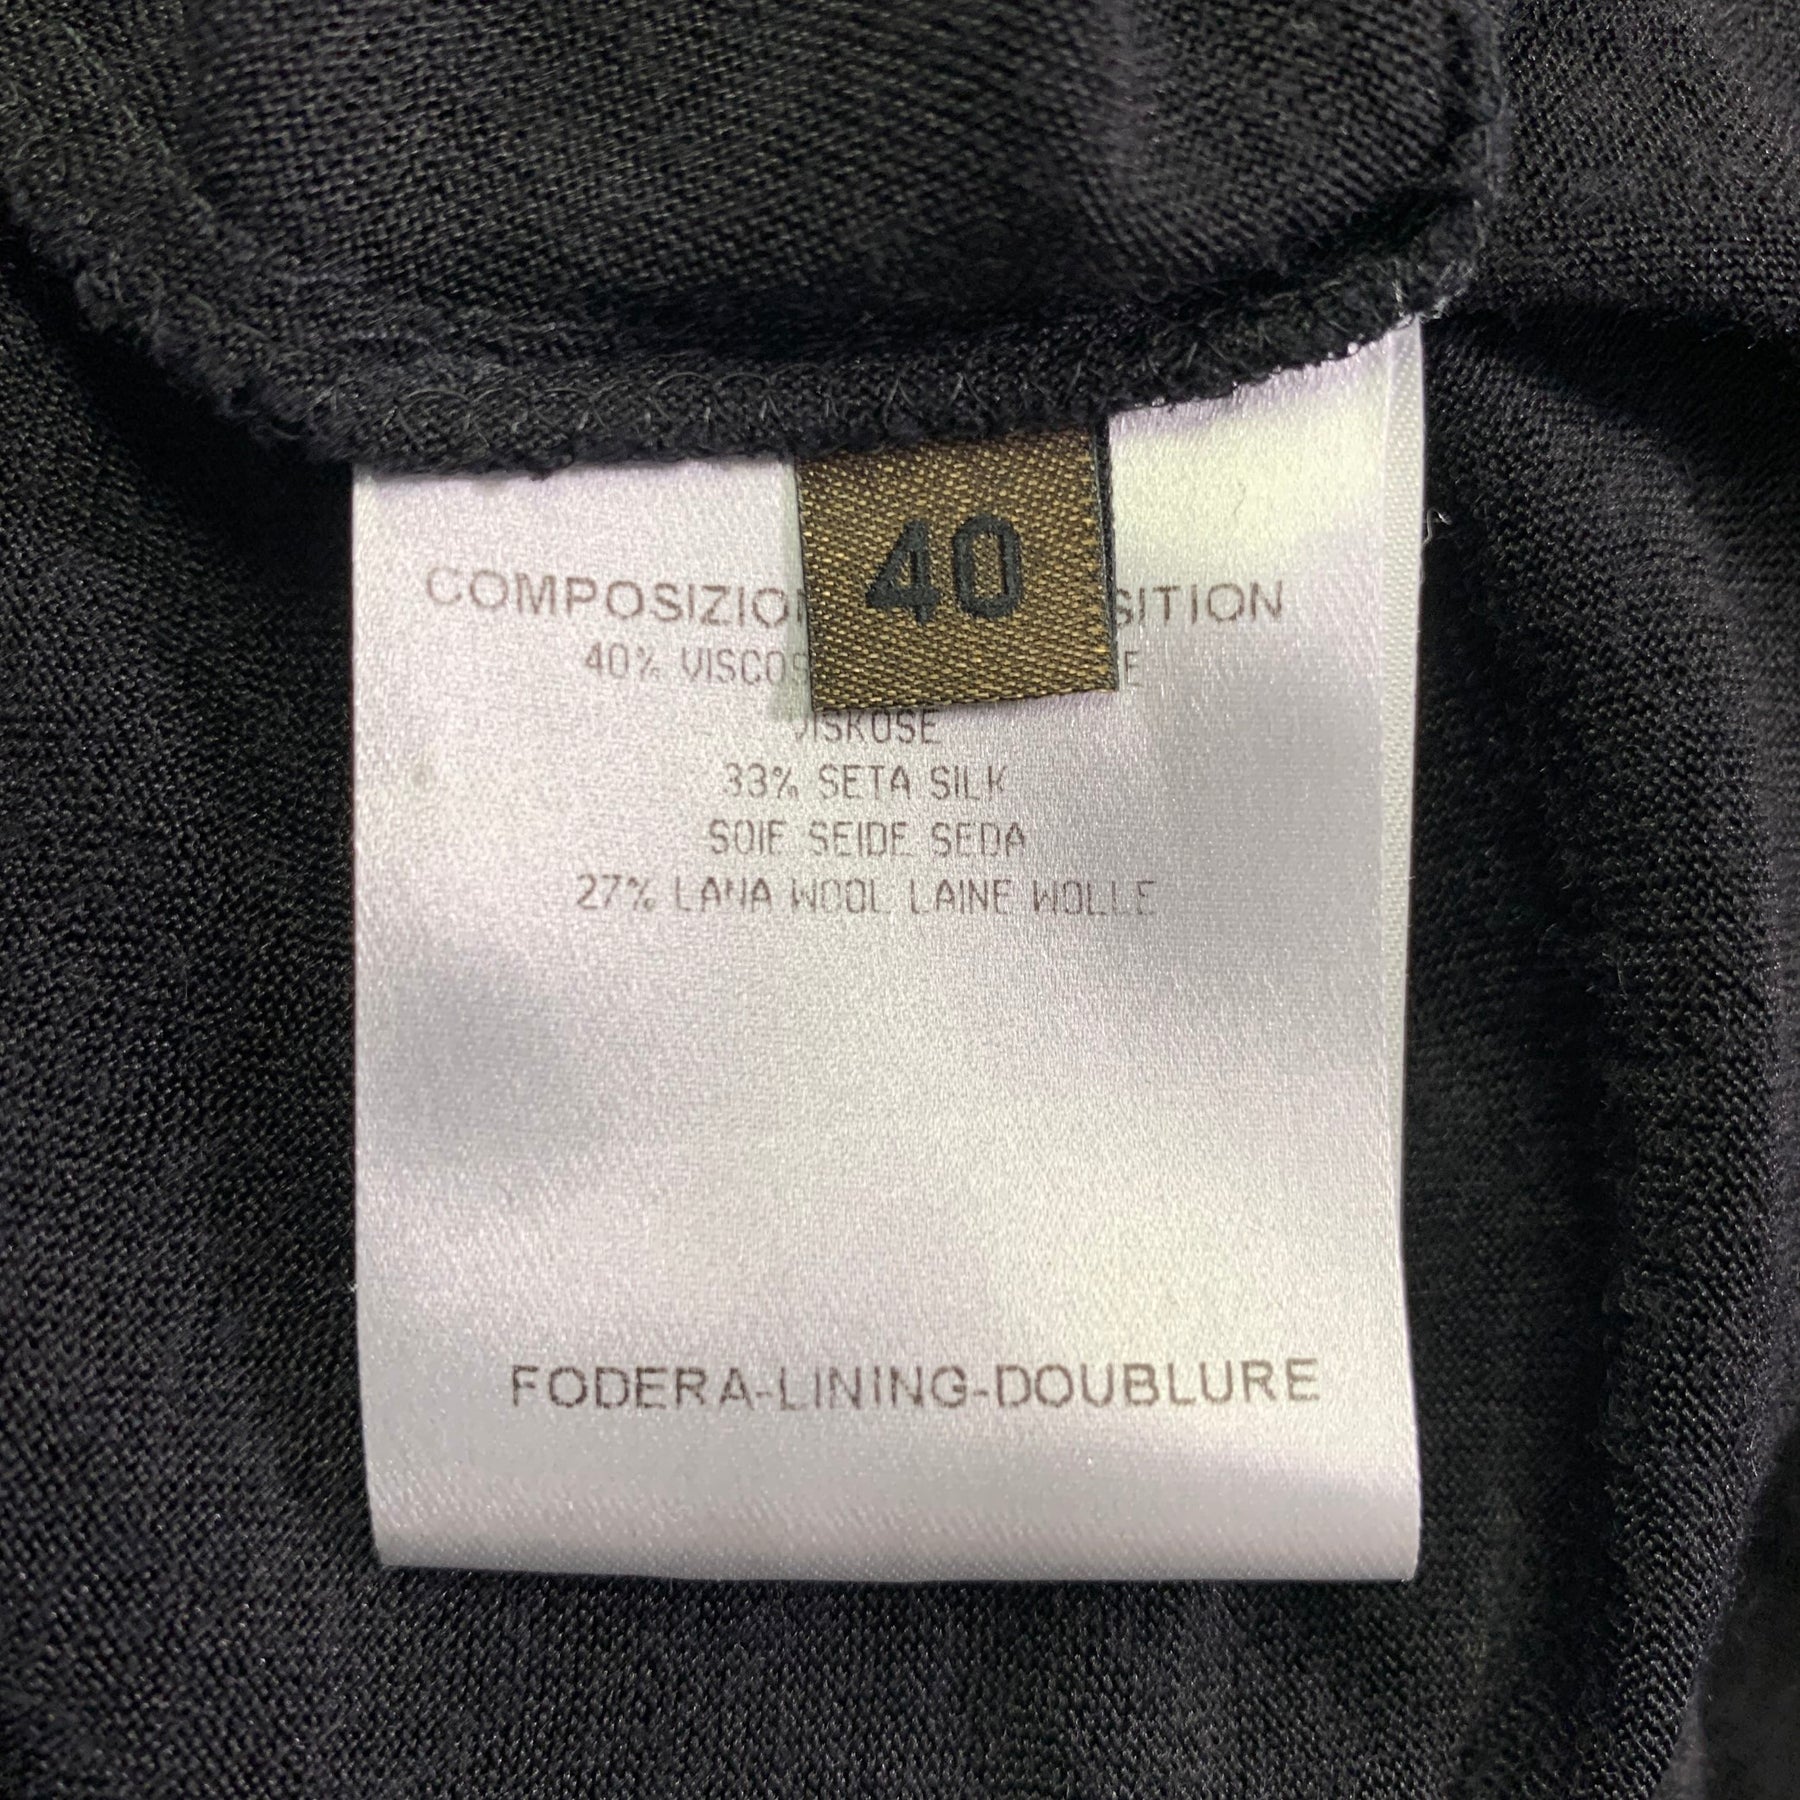 40
COMPOSIZIO SITION
40% VISCOS E
VISKOSE
33% SETA SILK
SOIE SEIDE SEDA
27% LANA WOOL LAINE WOLLE
FODERA-LINING-DOUBLURE